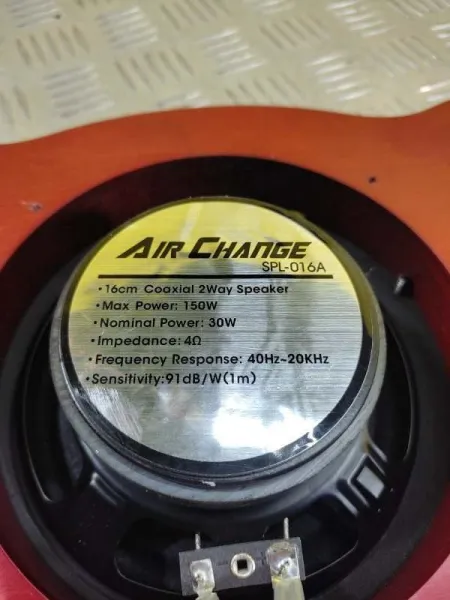 AIR CHANGE
SPL-016A
·16cm Coaxial 2Way Speaker
·Max Power: 150W
·Nominal Power: 30W
·Impedance:4Ω
·Frequency Response: 40Hz~20KHz
·Sensitivity:91dB/W(1m)